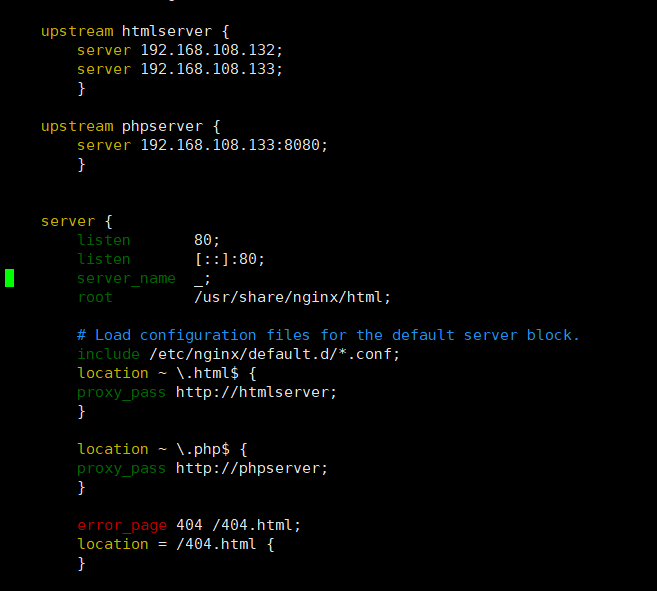 upstream htmlserver {
server 192.168.108.132;
server 192.168.108.133;
}
upstream phpserver {
server 192.168.108.133:8080;
}
server {
listen 80;
listen [::]:80;
server_name _;
root /usr/share/nginx/html;
# Load configuration files for the default server block.
include /etc/nginx/default.d/*.conf;
location ~ \.html$ {
proxy_pass http://htmlserver;
}
location ~ \.php$ {
proxy_pass http://phpserver;
}
error_page 404 /404.html;
location = /404.html {
}